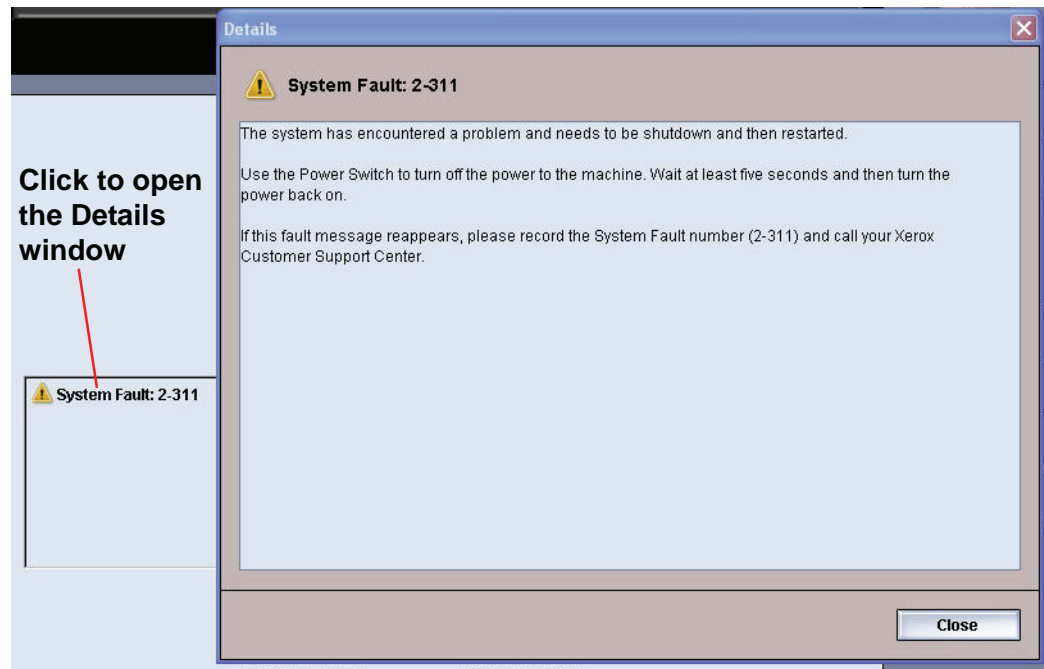 Details
System Fault: 2-311
The system has encountered a problem and needs to be shutdown and then restarted.
Use the Power Switch to turn off the power to the machine. Wait at least five seconds and then turn the
power back on.
If this fault message reappears, please record the System Fault number (2-311) and call your Xerox
Customer Support Center.
Click to open
the Details
window
System Fault: 2-311
Close